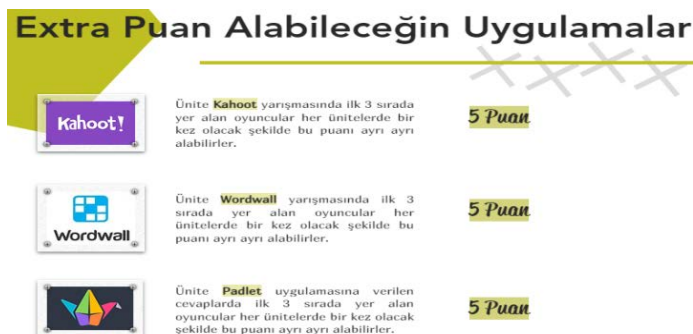 Extra Puan Alabileceğin Uygulamalar
Kahoot!
Ünite Kahoot yarışmasında ilk 3 sırada
yer alan oyuncular her ünitelerde bir
kez olacak şekilde bu puanı ayrı ayrı
alabilirler.
5 Puan
Wordwall
Ünite Wordwall yarışmasında ilk 3
sırada yer alan oyuncular her
ünitelerde bir kez olacak şekilde bu
puanı ayrı ayrı alabilirler.
5 Puan
Ünite Padlet uygulamasına verilen
cevaplarda ilk 3 sırada yer alan
oyuncular her ünitelerde bir kez olacak
şekilde bu puanı ayrı ayrı alabilirler.
5 Puan